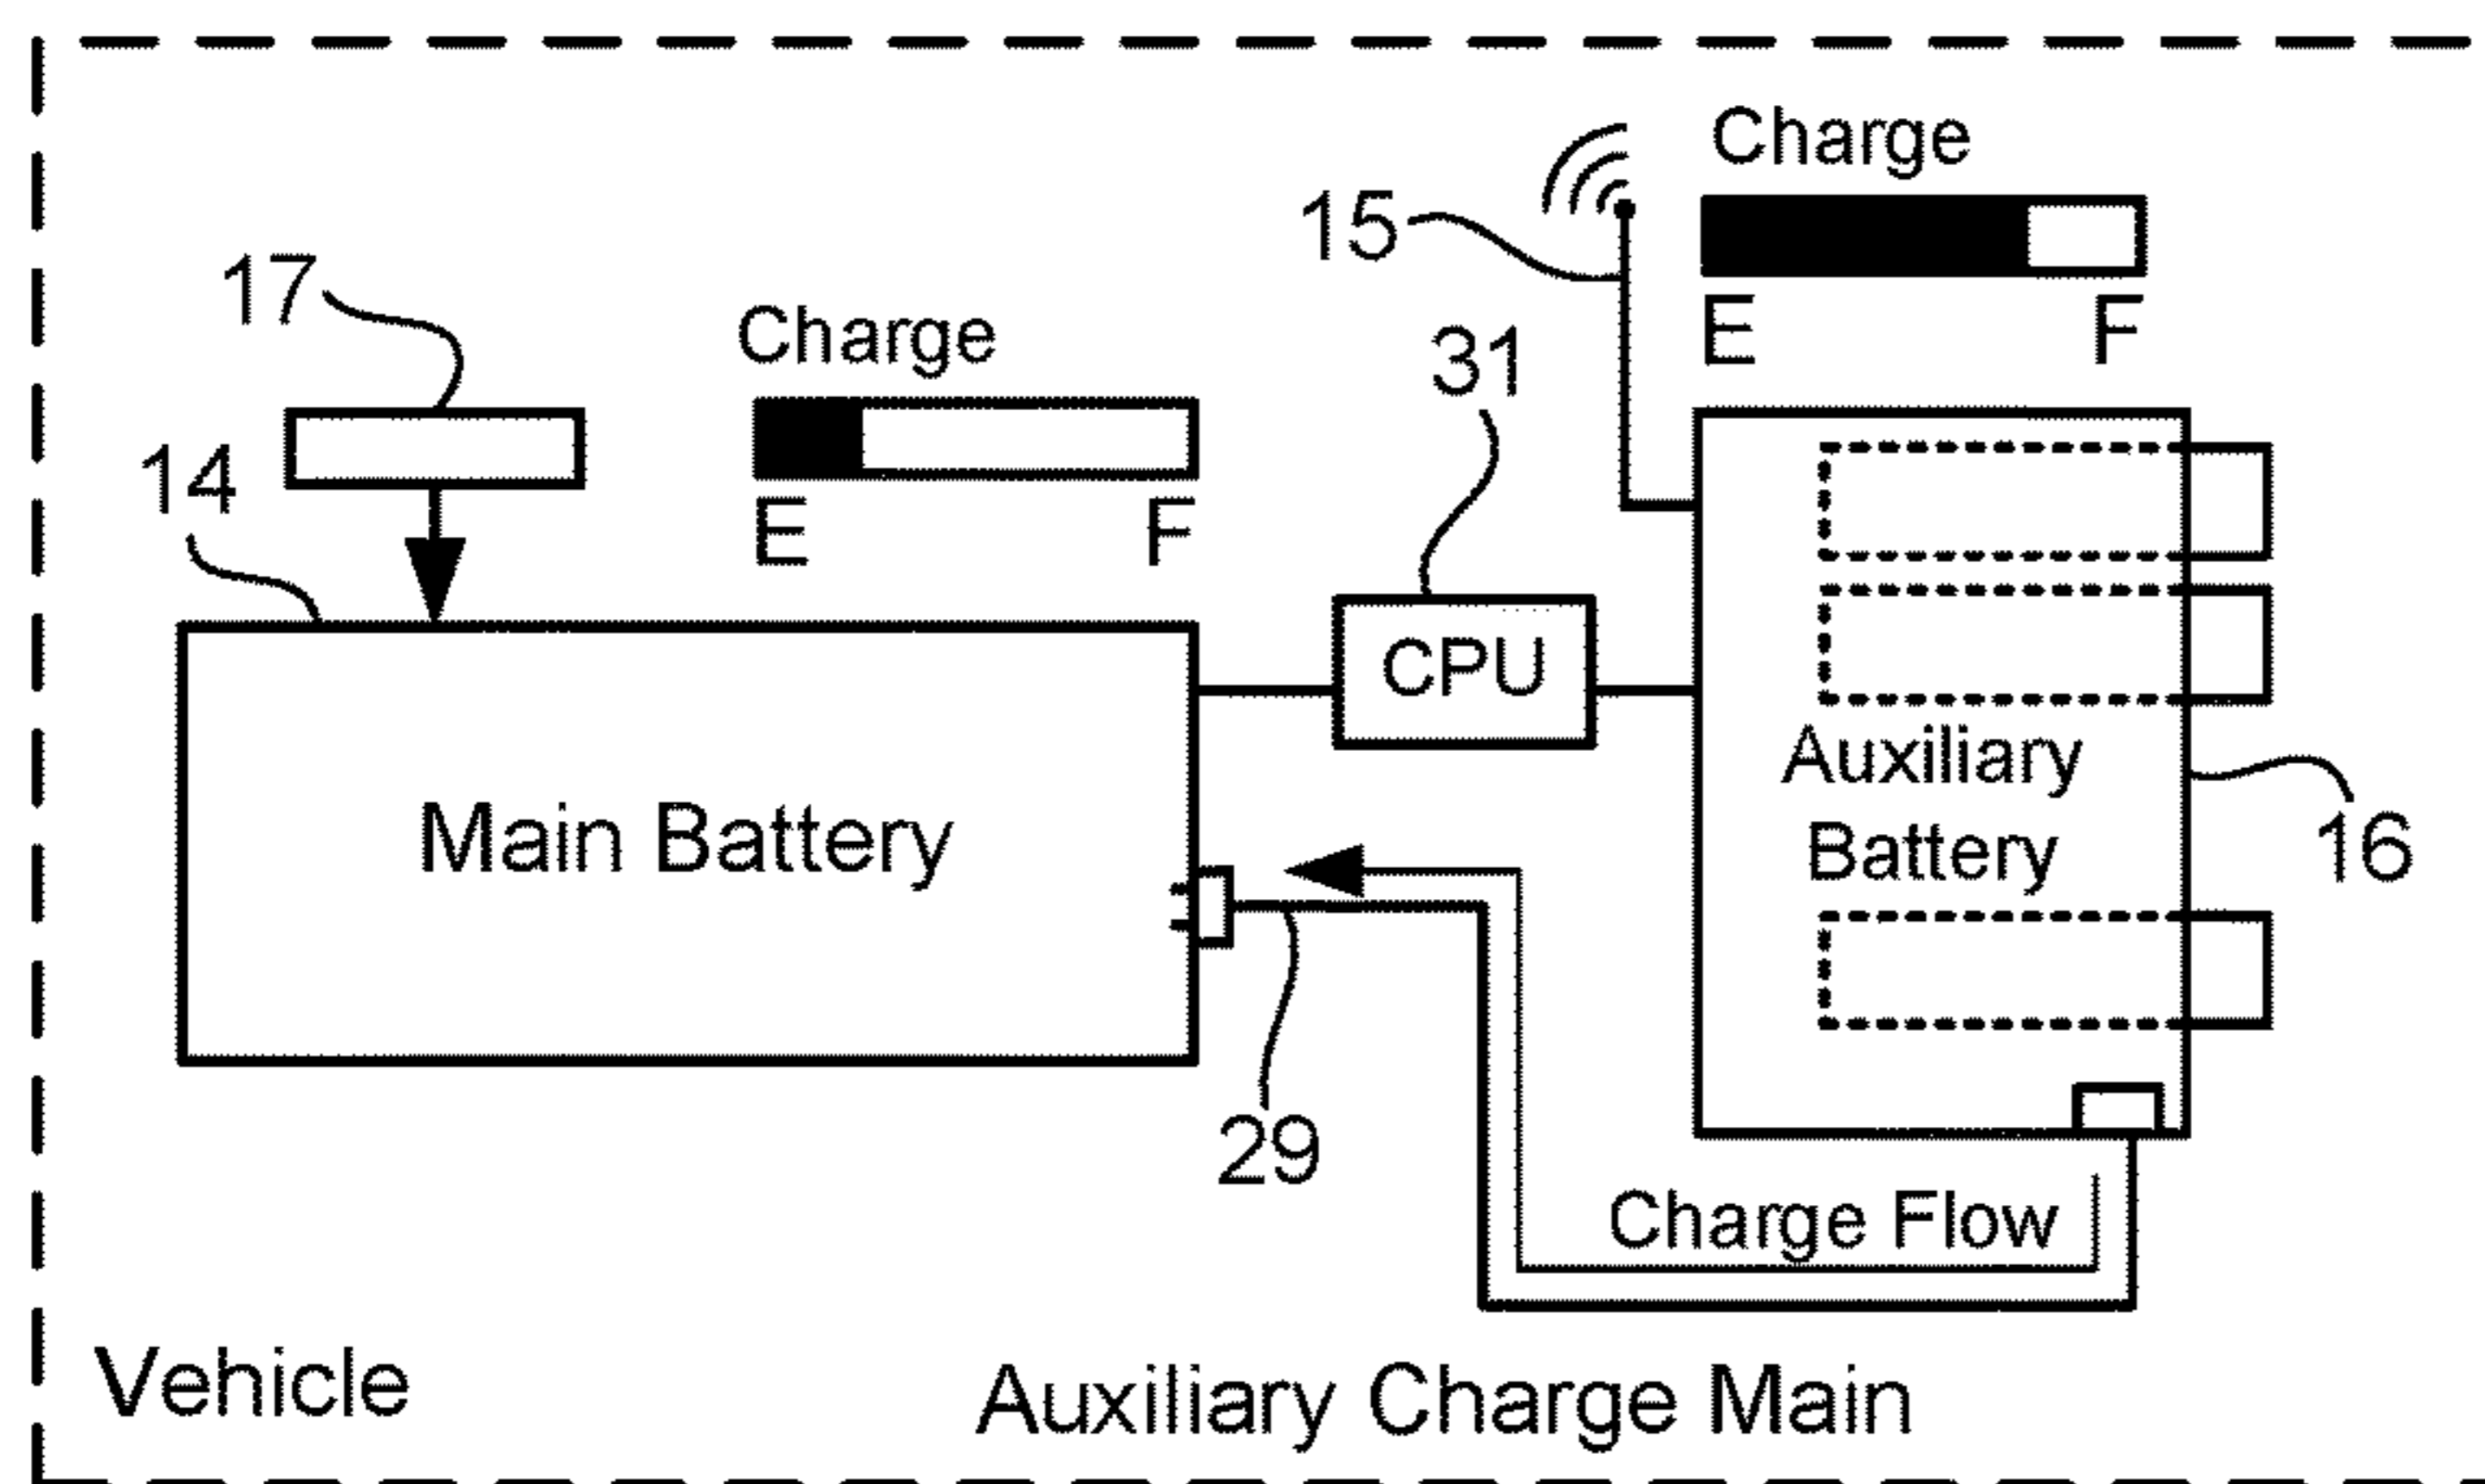 Charge
15
E F
17
Charge
31
E F
14
CPU
Main Battery
Auxiliary
Battery
16
29
Charge Flow
Vehicle
Auxiliary Charge Main